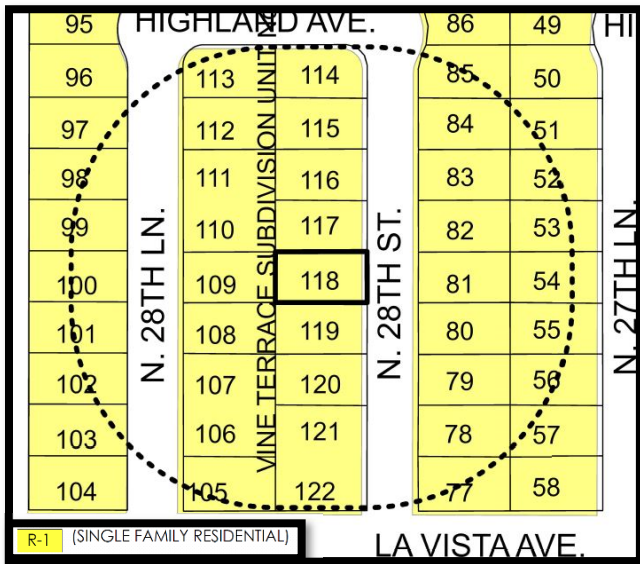 95 HIGHLAND AVE. 86 49 HI
96 113 114 85 50
97 112 115 84 51
98 111 116 83 52
99 110 117 82 53
100 109 118 81 54
101 108 119 80 55
102 107 120 79 56
103 106 121 78 57
104 105 122 77 58
N. 28TH LN.
VINE TERRACE SUBDIVISION UNIT
N. 28TH ST.
N. 27TH LN.
R-1 (SINGLE FAMILY RESIDENTIAL)
LA VISTA AVE.